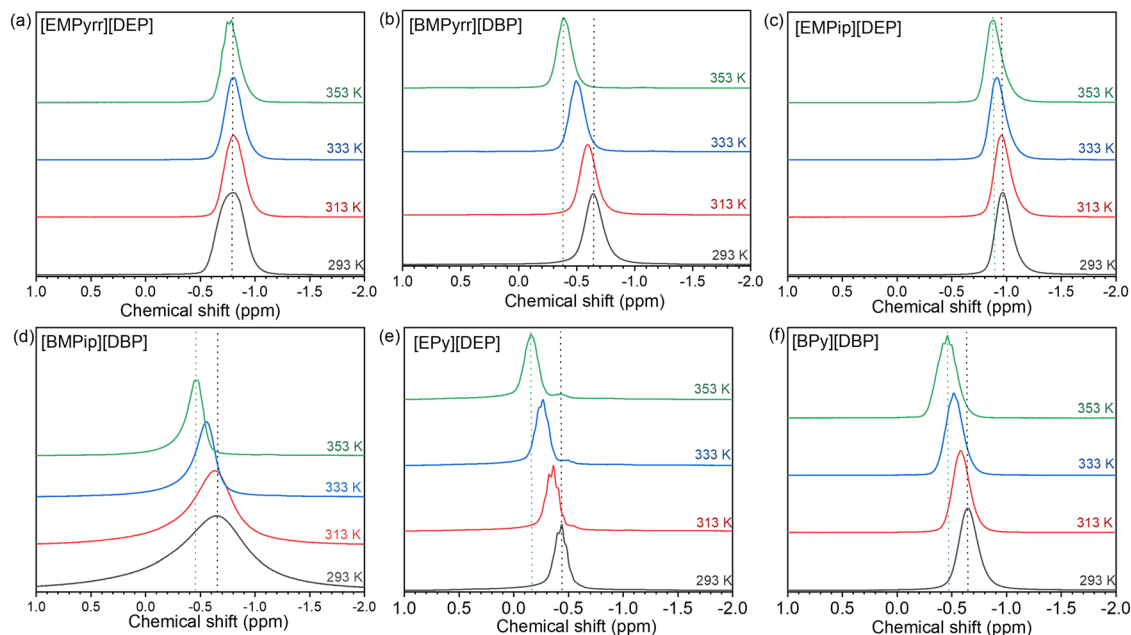 (a) [EMPyrr][DEP]
353 K
333 K
313 K
293 K
1.0 0.5 0.0 -0.5 -1.0 -1.5 -2.0
Chemical shift (ppm)
(b) [BMPyrr][DBP]
353 K
333 K
313 K
293 K
1.0 0.5 0.0 -0.5 -1.0 -1.5 -2.0
Chemical shift (ppm)
(c) [EMPip][DEP]
353 K
333 K
313 K
293 K
1.0 0.5 0.0 -0.5 -1.0 -1.5 -2.0
Chemical shift (ppm)
(d) [BMPip][DBP]
353 K
333 K
313 K
293 K
1.0 0.5 0.0 -0.5 -1.0 -1.5 -2.0
Chemical shift (ppm)
(e) [EPy][DEP]
353 K
333 K
313 K
293 K
1.0 0.5 0.0 -0.5 -1.0 -1.5 -2.0
Chemical shift (ppm)
(f) [BPy][DBP]
353 K
333 K
313 K
293 K
1.0 0.5 0.0 -0.5 -1.0 -1.5 -2.0
Chemical shift (ppm)